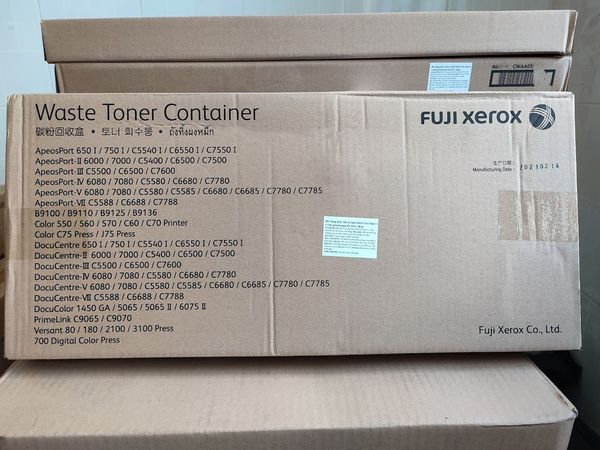 CWAA05
Waste Toner Container
碳粉回收盒 • 토너 회수통 • ถังทิ้งผงหมึก
FUJI xerox
生产日期:
Manufacturing Date: 20210214
ApeosPort 650 I / 750 I / C5540 I / C6550 I / C7550 I
ApeosPort-II 6000 / 7000 / C5400 / C6500 / C7500
ApeosPort-III C5500 / C6500 / C7600
ApeosPort-IV 6080 / 7080 / C5580 / C6680 / C7780
ApeosPort-V 6080 / 7080 / C5580 / C5585 / C6680 / C6685 / C7780 / C7785
ApeosPort-VII C5588 / C6688 / C7788
B9100 / B9110 / B9125 / B9136
Color 550 / 560 / 570 / C60 / C70 Printer
Color C75 Press / J75 Press
DocuCentre 650 I / 750 I / C5540 I / C6550 I / C7550 I
DocuCentre-II 6000 / 7000 / C5400 / C6500 / C7500
DocuCentre-III C5500 / C6500 / C7600
DocuCentre-IV 6080 / 7080 / C5580 / C6680 / C7780
DocuCentre-V 6080 / 7080 / C5580 / C5585 / C6680 / C6685 / C7780 / C7785
DocuCentre-VII C5588 / C6688 / C7788
DocuColor 1450 GA / 5065 / 5065 II / 6075 II
PrimeLink C9065 / C9070
Versant 80 / 180 / 2100 / 3100 Press
700 Digital Color Press
Fuji Xerox Co., Ltd.